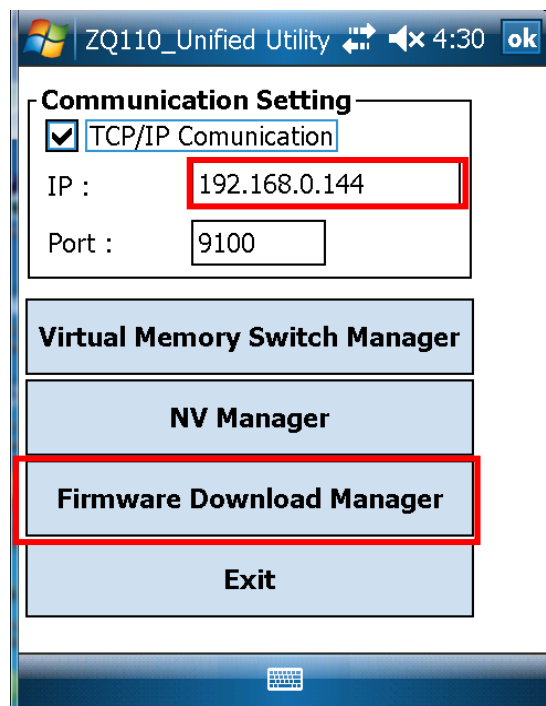 ZQ110_Unified Utility 4:30 ok
Communication Setting
TCP/IP Comunication
IP : 192.168.0.144
Port : 9100
Virtual Memory Switch Manager
NV Manager
Firmware Download Manager
Exit